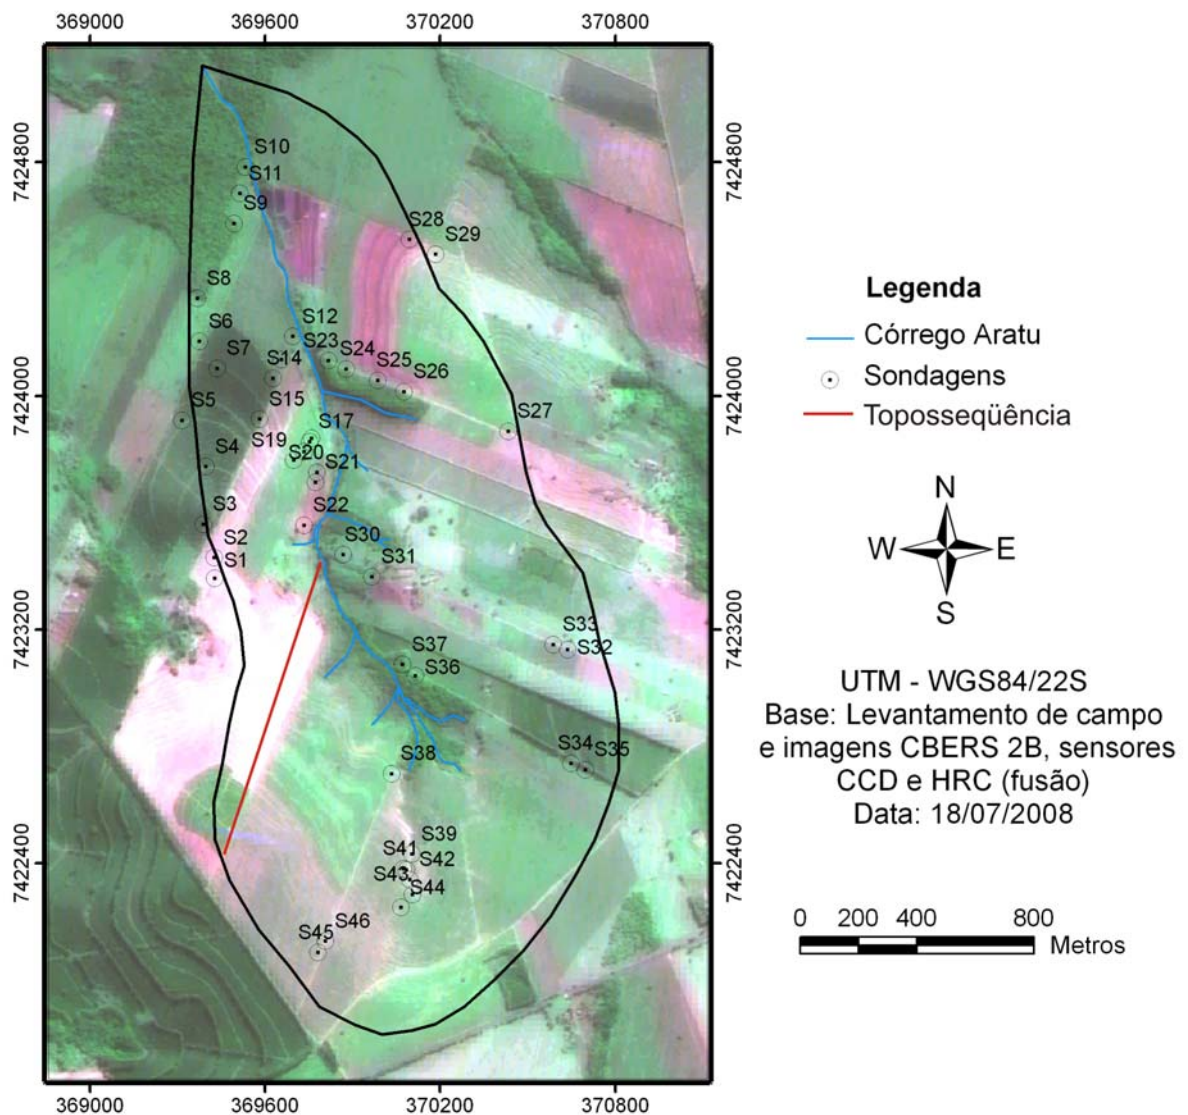 369000 369600 370200 370800
7424800
7424800
S10
S11
S9
S28
S29
S8
S6
S12
S7
S23
S24
S14
S25
S26
7424000
7424000
S5
S15
S17
S27
S19
S4
S20
S21
S3
S22
S2
S30
S1
S31
7423200
7423200
S33
S32
S37
S36
S34
S35
S38
S39
S41
S42
7422400
7422400
S43
S44
S46
S45
369000 369600 370200 370800
Legenda
Córrego Aratu
Sondagens
Toposseqüência
N
W E
S
UTM - WGS84/22S
Base: Levantamento de campo
e imagens CBERS 2B, sensores
CCD e HRC (fusão)
Data: 18/07/2008
0 200 400 800
Metros